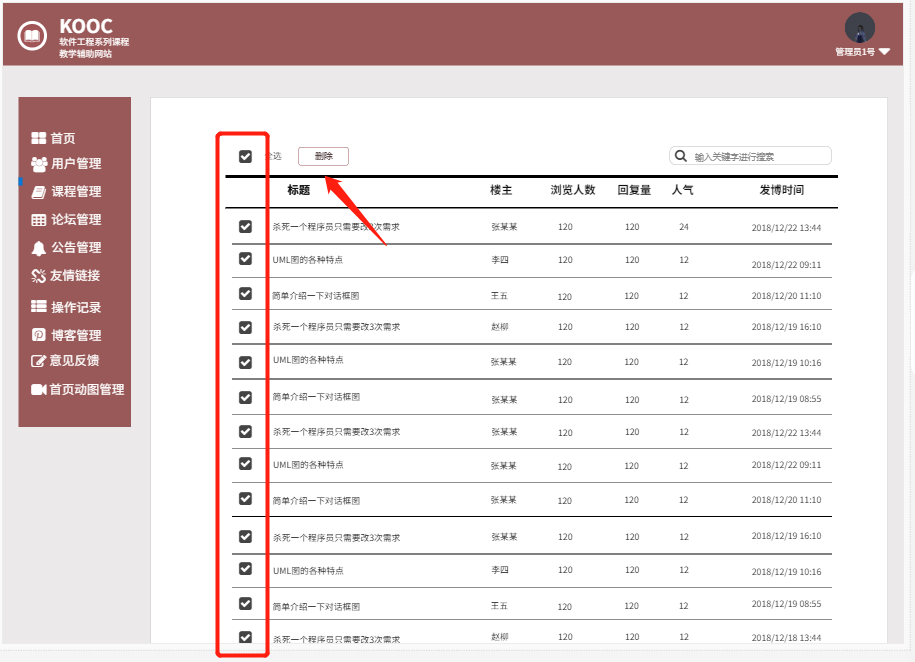 KOOC
软件工程系列课程
教学辅助网站
管理员1号
首页
用户管理
课程管理
论坛管理
公告管理
友情链接
操作记录
博客管理
意见反馈
首页动图管理
全选 删除 输入关键字进行搜索
标题 楼主 浏览人数 回复量 人气 发博时间
杀死一个程序员只需要改3次需求 张某某 120 120 24 2018/12/22 13:44
UML图的各种特点 李四 120 120 12 2018/12/22 09:11
简单介绍一下对话框图 王五 120 120 12 2018/12/20 11:10
杀死一个程序员只需要改3次需求 赵柳 120 120 12 2018/12/19 16:10
UML图的各种特点 张某某 120 120 12 2018/12/19 10:16
简单介绍一下对话框图 张某某 120 120 12 2018/12/19 08:55
杀死一个程序员只需要改3次需求 张某某 120 120 12 2018/12/22 13:44
UML图的各种特点 张某某 120 120 12 2018/12/22 09:11
简单介绍一下对话框图 张某某 120 120 12 2018/12/20 11:10
杀死一个程序员只需要改3次需求 张某某 120 120 12 2018/12/19 16:10
UML图的各种特点 李四 120 120 12 2018/12/19 10:16
简单介绍一下对话框图 王五 120 120 12 2018/12/19 08:55
杀死一个程序员只需要改3次需求 赵柳 120 120 12 2018/12/18 13:44